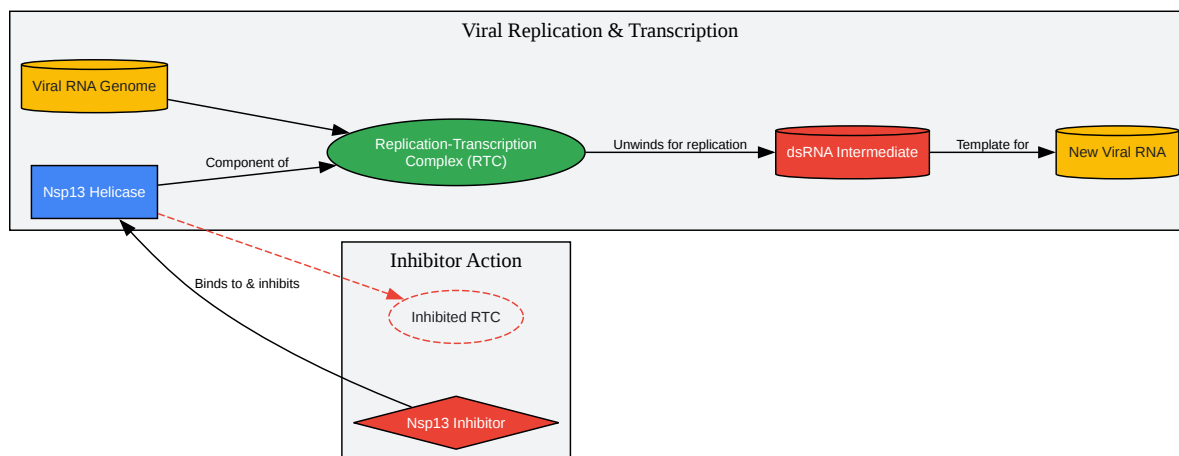 Viral Replication & Transcription
Viral RNA Genome
Replication-Transcription
Complex (RTC)
Unwinds for replication
dsRNA Intermediate
Template for
New Viral RNA
Component of
Nsp13 Helicase
Inhibitor Action
Binds to & inhibits
Inhibited RTC
Nsp13 Inhibitor